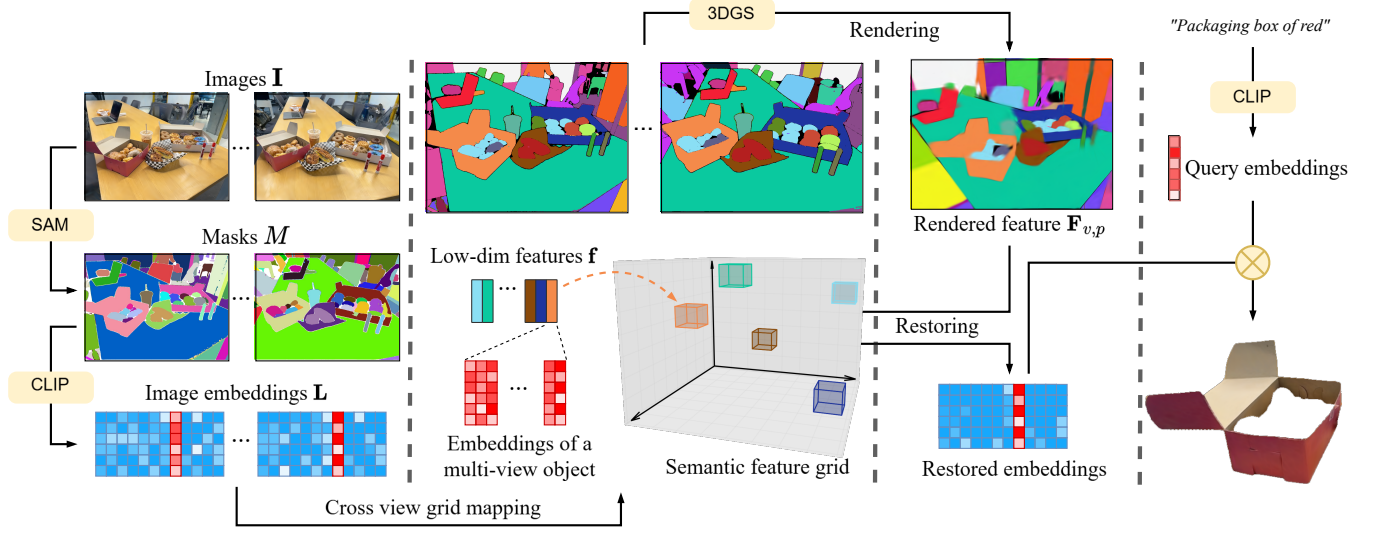 Images I
SAM
Masks M
CLIP
Image embeddings L
...
Cross view grid mapping
3DGS
Rendering
Low-dim features f
Embeddings of a
multi-view object
Semantic feature grid
Rendered feature F_{v,p}
Restoring
Restored embeddings
"Packaging box of red"
CLIP
Query embeddings